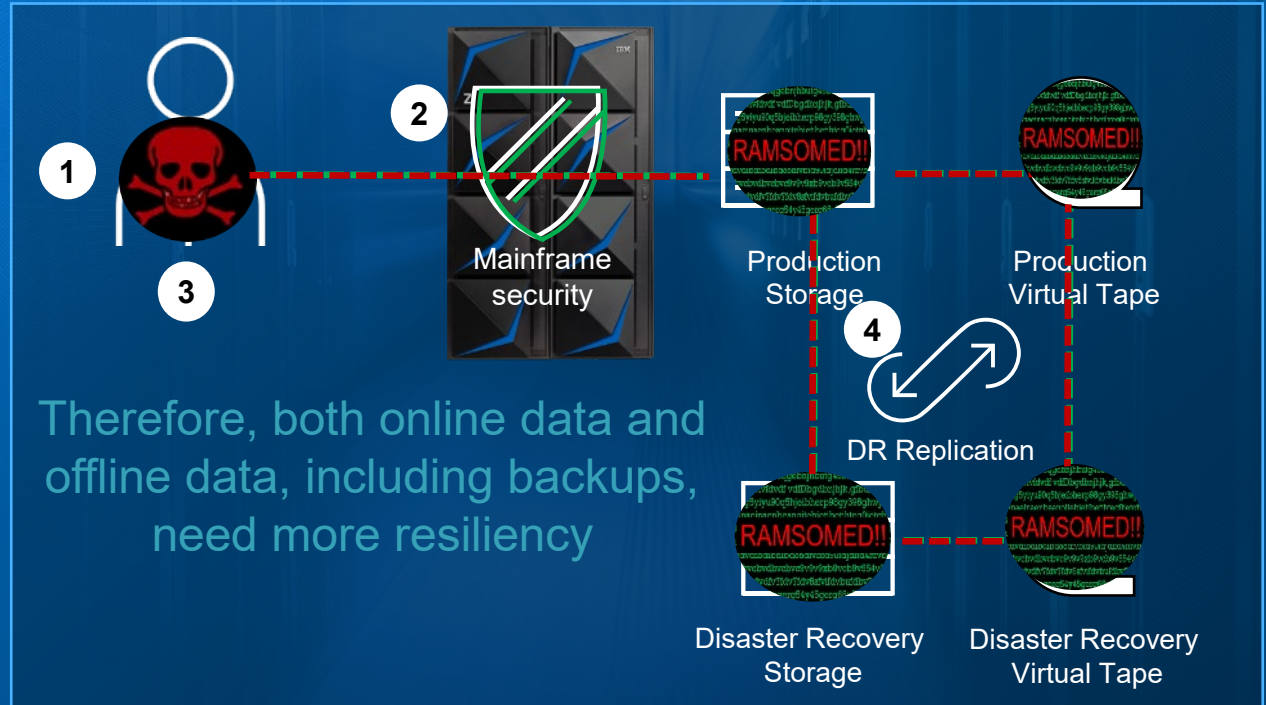 1
2
3
IBM
Z
Mainframe
security
RAMSOMED!!
Production
Storage
RAMSOMED!!
Production
Virtual Tape
4
DR Replication
Therefore, both online data and
offline data, including backups,
need more resiliency
RAMSOMED!!
Disaster Recovery
Storage
RAMSOMED!!
Disaster Recovery
Virtual Tape